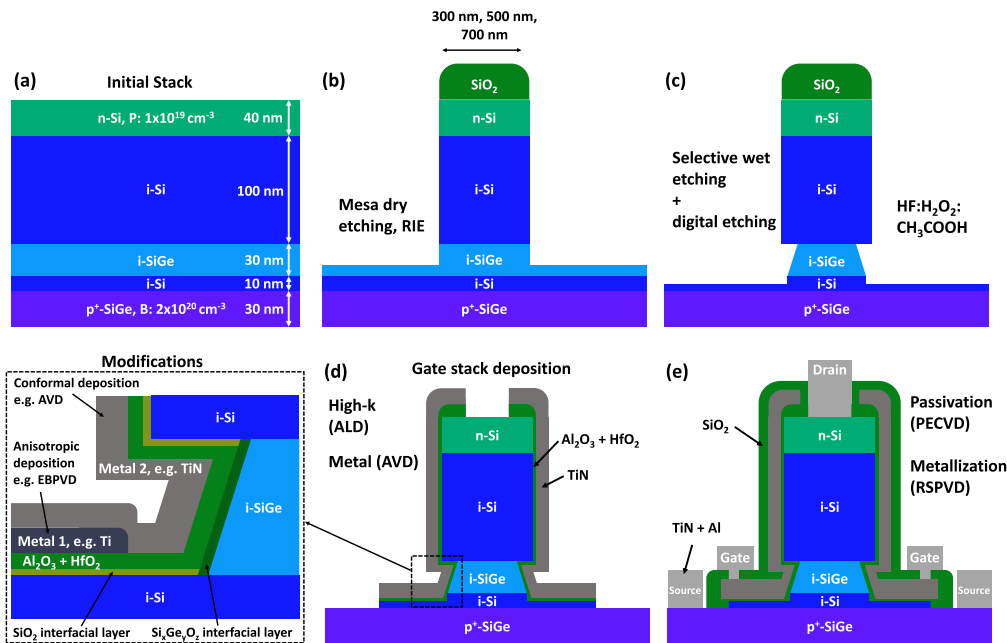 300 nm, 500 nm,
700 nm
(a)
Initial Stack
n-Si, P: 1x10¹⁹ cm⁻³ 40 nm
i-Si 100 nm
i-SiGe 30 nm
i-Si 10 nm
p⁺-SiGe, B: 2x10²⁰ cm⁻³ 30 nm
(b)
SiO₂
n-Si
i-Si
Mesa dry
etching, RIE
i-SiGe
i-Si
p⁺-SiGe
(c)
SiO₂
n-Si
i-Si
Selective wet
etching
+
digital etching
HF:H₂O₂:
CH₃COOH
i-SiGe
i-Si
p⁺-SiGe
Modifications
Conformal deposition
e.g. AVD
Anisotropic
deposition
e.g. EBPVD
i-Si
Metal 2, e.g. TiN
i-SiGe
Metal 1, e.g. Ti
Al₂O₃ + HfO₂
i-Si
SiO₂ interfacial layer
SiₓGeᵧO_z interfacial layer
(d)
Gate stack deposition
High-k
(ALD)
Metal (AVD)
n-Si
Al₂O₃ + HfO₂
TiN
i-Si
i-SiGe
i-Si
p⁺-SiGe
(e)
Drain
SiO₂
Passivation
(PECVD)
Metallization
(RSPVD)
n-Si
i-Si
TiN + Al
Gate
Gate
Source
Source
i-SiGe
i-Si
p⁺-SiGe